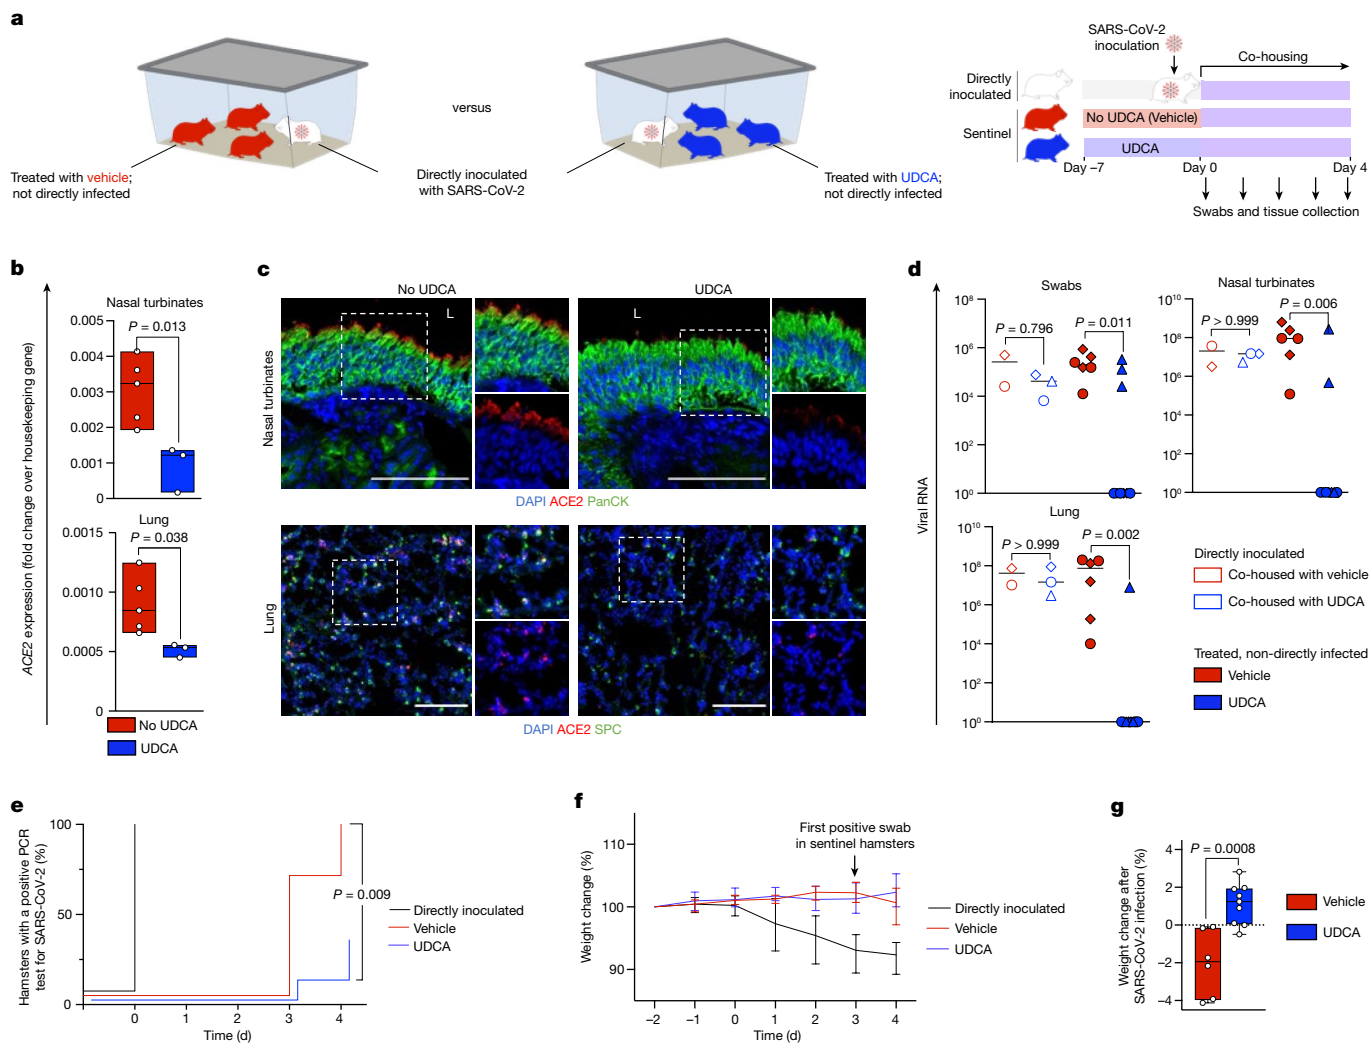 a
versus
Treated with vehicle;
not directly infected
Directly inoculated
with SARS-CoV-2
Treated with UDCA;
not directly infected
SARS-CoV-2
inoculation
Co-housing
Directly
inoculated
Sentinel
No UDCA (Vehicle)
UDCA
Day –7
Day 0
Day 4
Swabs and tissue collection
b
ACE2 expression (fold change over housekeeping gene)
Nasal turbinates
P = 0.013
0.005
0.004
0.003
0.002
0.001
0
Lung
P = 0.038
0.0015
0.0010
0.0005
0
No UDCA
UDCA
c
No UDCA
UDCA
Nasal turbinates
L
L
DAPI ACE2 PanCK
Lung
DAPI ACE2 SPC
d
Viral RNA
Swabs
P = 0.796
P = 0.011
10⁸
10⁶
10⁴
10²
10⁰
Nasal turbinates
P > 0.999
P = 0.006
10¹⁰
10⁸
10⁶
10⁴
10²
10⁰
Lung
P > 0.999
P = 0.002
10¹⁰
10⁸
10⁶
10⁴
10²
10⁰
Directly inoculated
Co-housed with vehicle
Co-housed with UDCA
Treated, non-directly infected
Vehicle
UDCA
e
Hamsters with a positive PCR
test for SARS-CoV-2 (%)
100
50
0
P = 0.009
Directly inoculated
Vehicle
UDCA
0 1 2 3 4
Time (d)
f
Weight change (%)
110
100
90
First positive swab
in sentinel hamsters
Directly inoculated
Vehicle
UDCA
–2 –1 0 1 2 3 4
Time (d)
g
Weight change after
SARS-CoV-2 infection (%)
P = 0.0008
4
2
0
–2
–4
Vehicle
UDCA